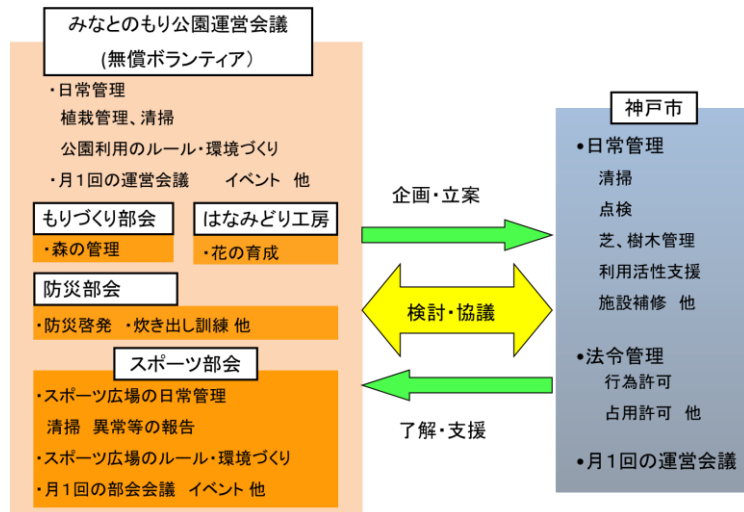 みなとのもり公園運営会議
(無償ボランティア)
・日常管理
植栽管理、清掃
公園利用のルール・環境づくり
・月1回の運営会議　　イベント　他
もりづくり部会
・森の管理
はなみどり工房
・花の育成
防災部会
・防災啓発　・炊き出し訓練 他
スポーツ部会
・スポーツ広場の日常管理
清掃　異常等の報告
・スポーツ広場のルール・環境づくり
・月1回の部会会議　イベント 他
企画・立案
検討・協議
了解・支援
神戸市
•日常管理
清掃
点検
芝、樹木管理
利用活性支援
施設補修　他
•法令管理
行為許可
占用許可　他
•月1回の運営会議